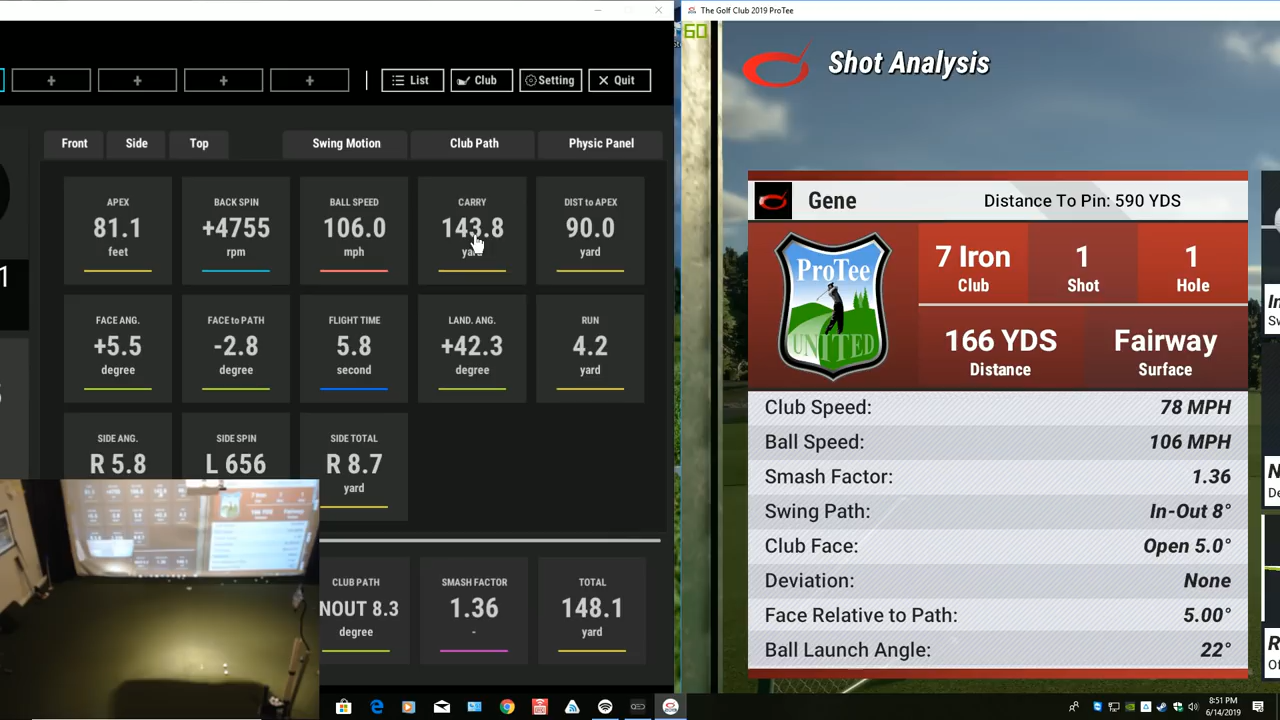 The Golf Club 2019 ProTee
60
+
+
+
+
List
Club
Setting
Quit
Front
Side
Top
Swing Motion
Club Path
Physic Panel
APEX
BACK SPIN
BALL SPEED
CARRY
DIST to APEX
81.1
+4755
106.0
143.8
90.0
feet
rpm
mph
yard
yard
FACE ANG.
FACE to PATH
FLIGHT TIME
LAND. ANG.
RUN
+5.5
-2.8
5.8
+42.3
4.2
degree
degree
second
degree
yard
SIDE ANG.
SIDE SPIN
SIDE TOTAL
R 5.8
L 656
R 8.7
yard
CLUB PATH
SMASH FACTOR
TOTAL
NOUT 8.3
1.36
148.1
degree
-
yard
Shot Analysis
Gene
Distance To Pin: 590 YDS
ProTee
UNITED
7 Iron
1
1
Club
Shot
Hole
166 YDS
Fairway
Distance
Surface
Club Speed: 78 MPH
Ball Speed: 106 MPH
Smash Factor: 1.36
Swing Path: In-Out 8°
Club Face: Open 5.0°
Deviation: None
Face Relative to Path: 5.00°
Ball Launch Angle: 22°
8:51 PM
6/14/2019